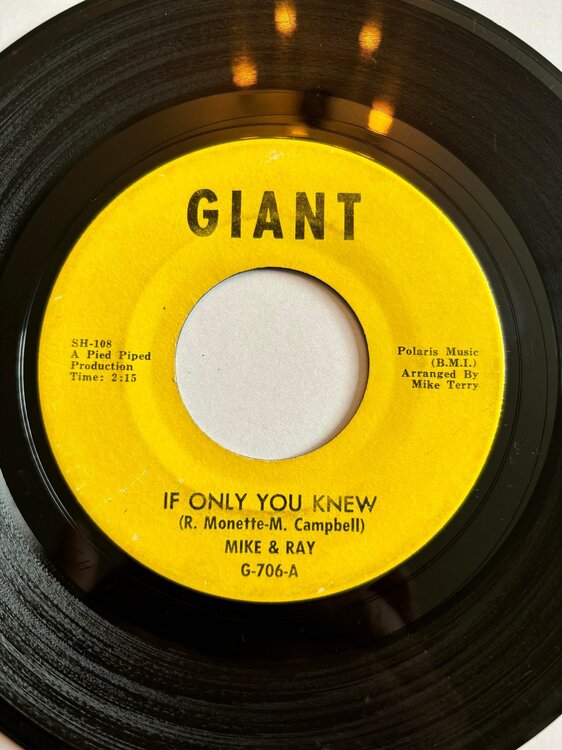 GIANT
SH-108
A Pied Piped
Production
Time: 2:15
Polaris Music
(B.M.I.)
Arranged By
Mike Terry
IF ONLY YOU KNEW
(R. Monette-M. Campbell)
MIKE & RAY
G-706-A